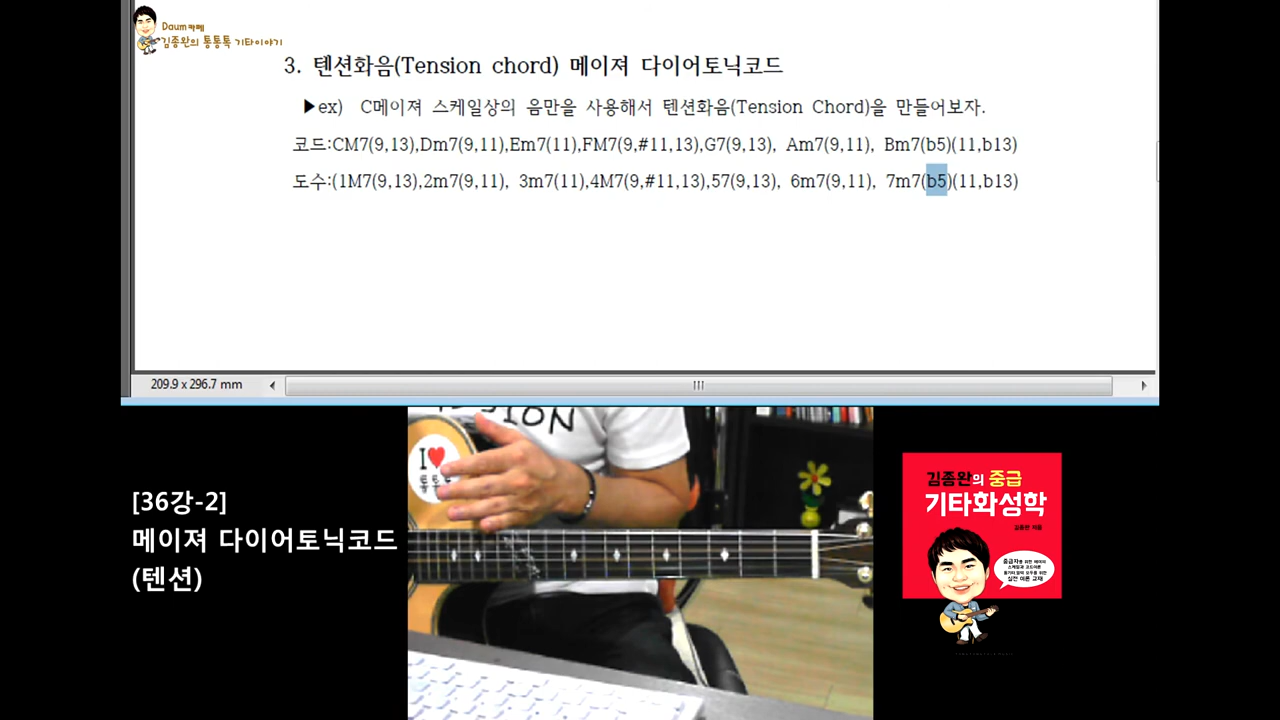 Daum카페
김종완의 통통톡 기타이야기
3. 텐션화음(Tension chord) 메이져 다이어토닉코드
▶ex) C메이져 스케일상의 음만을 사용해서 텐션화음(Tension Chord)을 만들어보자.
코드:CM7(9,13),Dm7(9,11),Em7(11),FM7(9,#11,13),G7(9,13), Am7(9,11), Bm7(b5)(11,b13)
도수:(1M7(9,13),2m7(9,11), 3m7(11),4M7(9,#11,13),57(9,13), 6m7(9,11), 7m7(b5)(11,b13)
209.9 x 296.7 mm
I♥
[36강-2]
메이져 다이어토닉코드
(텐션)
김종완의 중급
기타화성학
김종완 지음